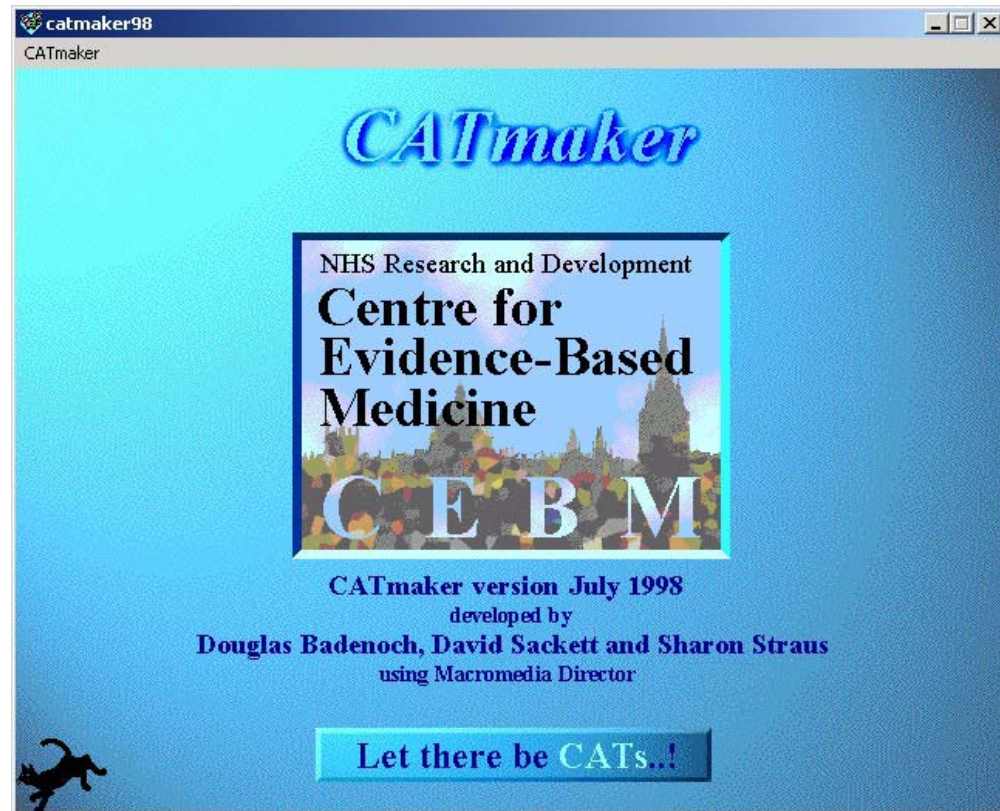 catmaker98
CATmaker
CATmaker
NHS Research and Development
Centre for
Evidence-Based
Medicine
C E B M
CATmaker version July 1998
developed by
Douglas Badenoch, David Sackett and Sharon Straus
using Macromedia Director
Let there be CATs..!